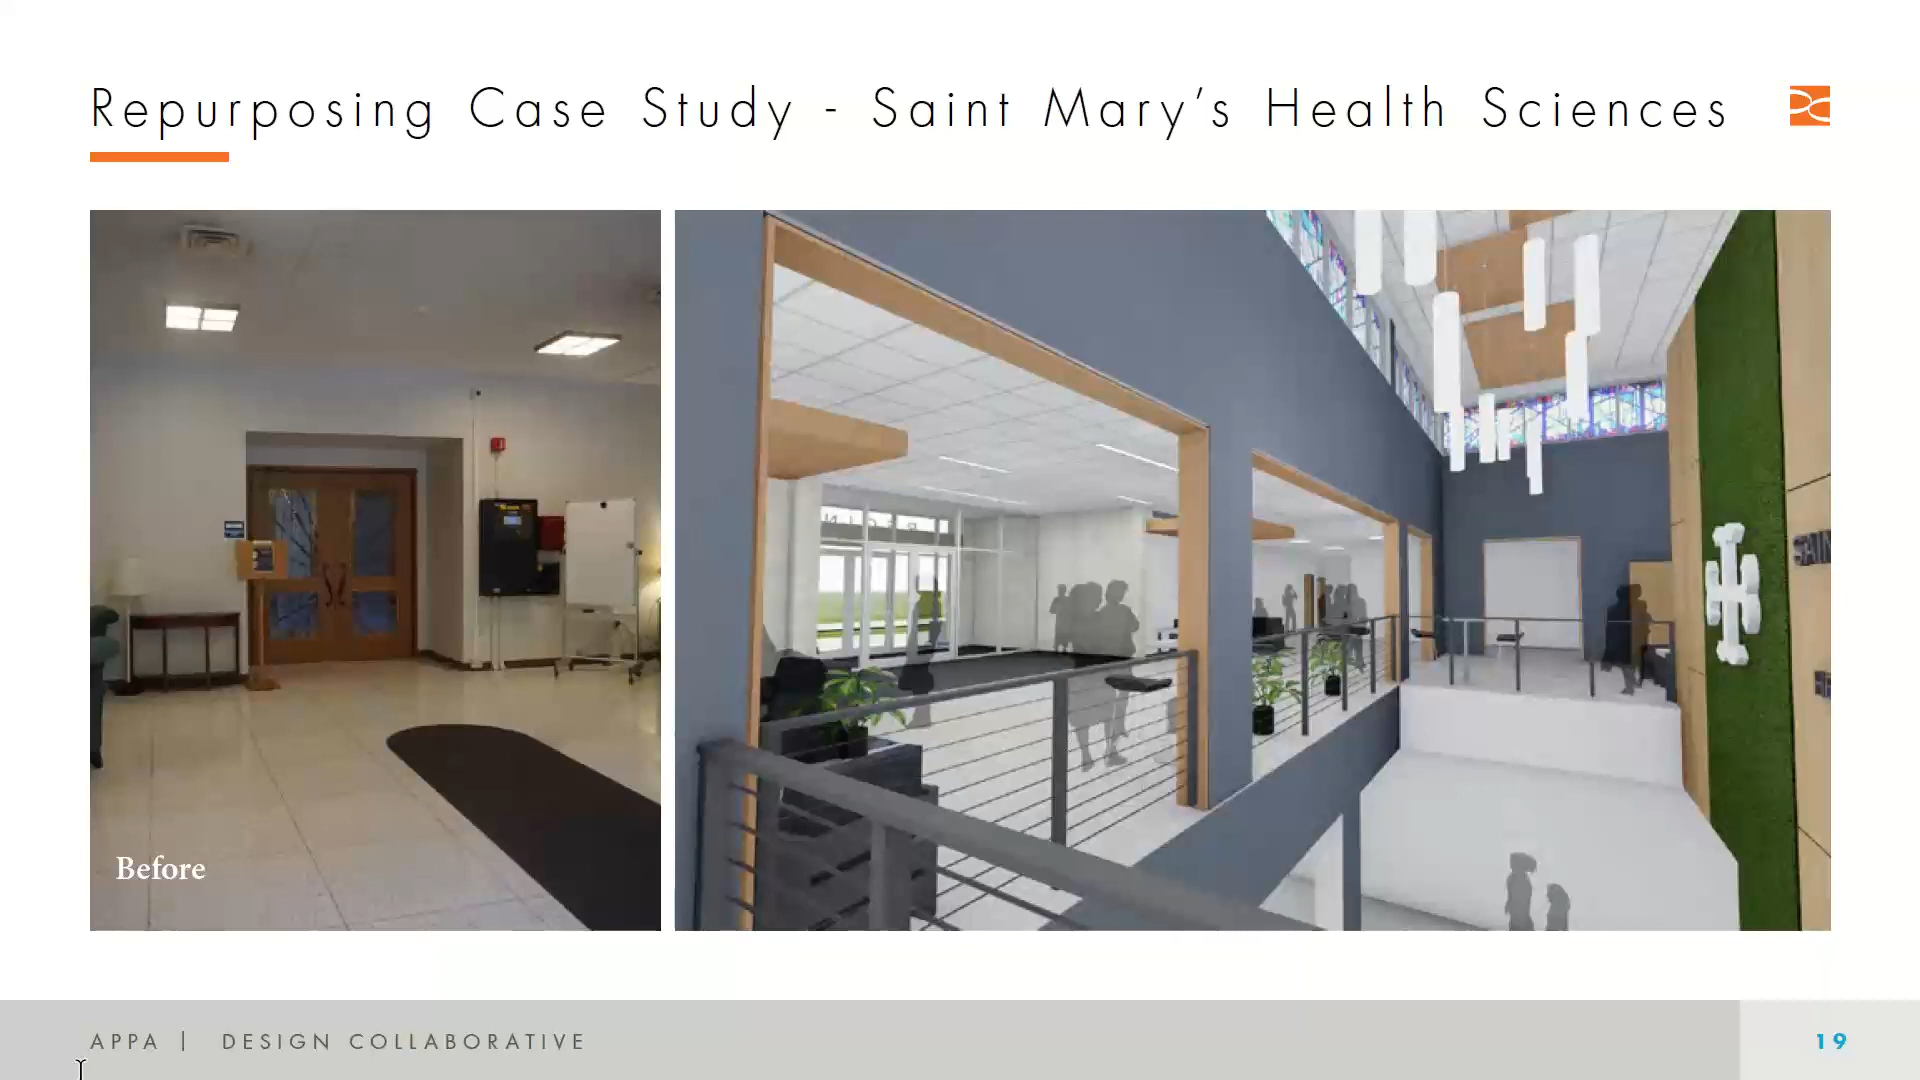 Repurposing Case Study - Saint Mary’s Health Sciences
Before
APPA | DESIGN COLLABORATIVE
19